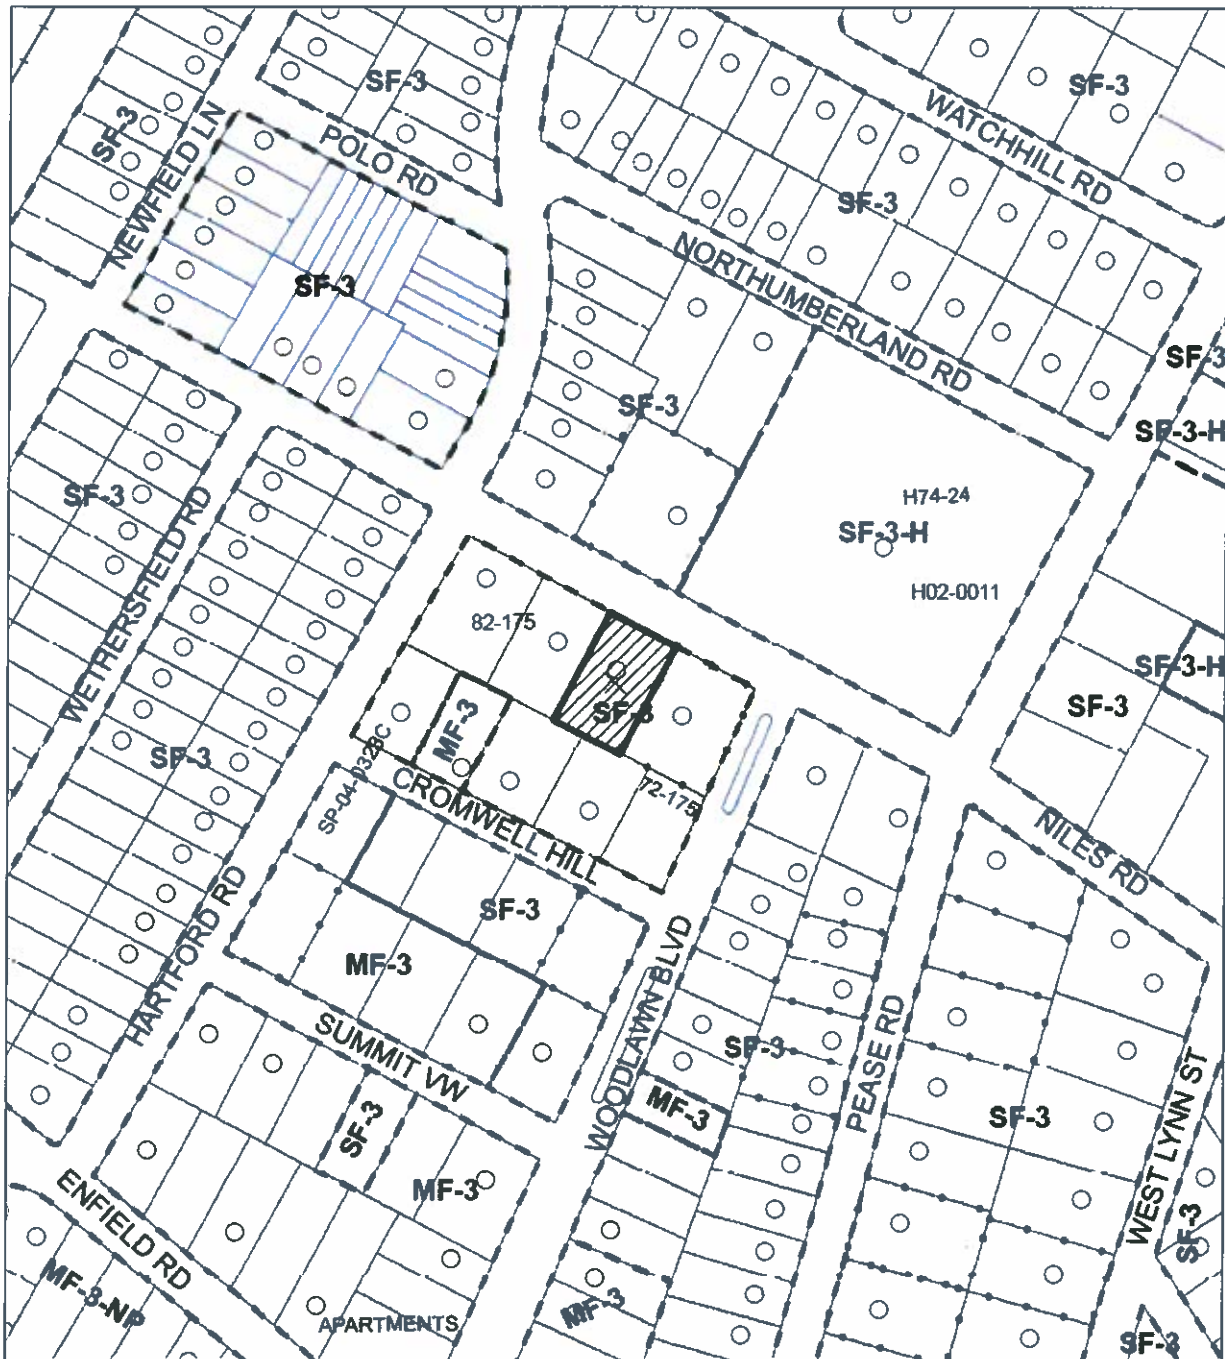 SF-3
SF-3
WATCHHILL RD
SF-3
POLO RD
NEWFIELD LN
SF-3
NORTHUMBERLAND RD
SF-3
SF-3
SF-3-H
SF-3
SF-3
H74-24
SF-3-H
H02-0011
WETHERSFIELD RD
82-175
SF-3
SF-3-H
SF-3
MF-3
SF-3
SP-04-0328C
CROMWELL HILL
72-175
NILES RD
SF-3
MF-3
HARTFORD RD
SUMMIT VW
WOODLAWN BLVD
SF-3
PEASE RD
MF-3
SF-3
WEST LYNN ST
SF-3
MF-3
ENFIELD RD
SF-3
MF-3-NP
APARTMENTS
MF-3
SF-3